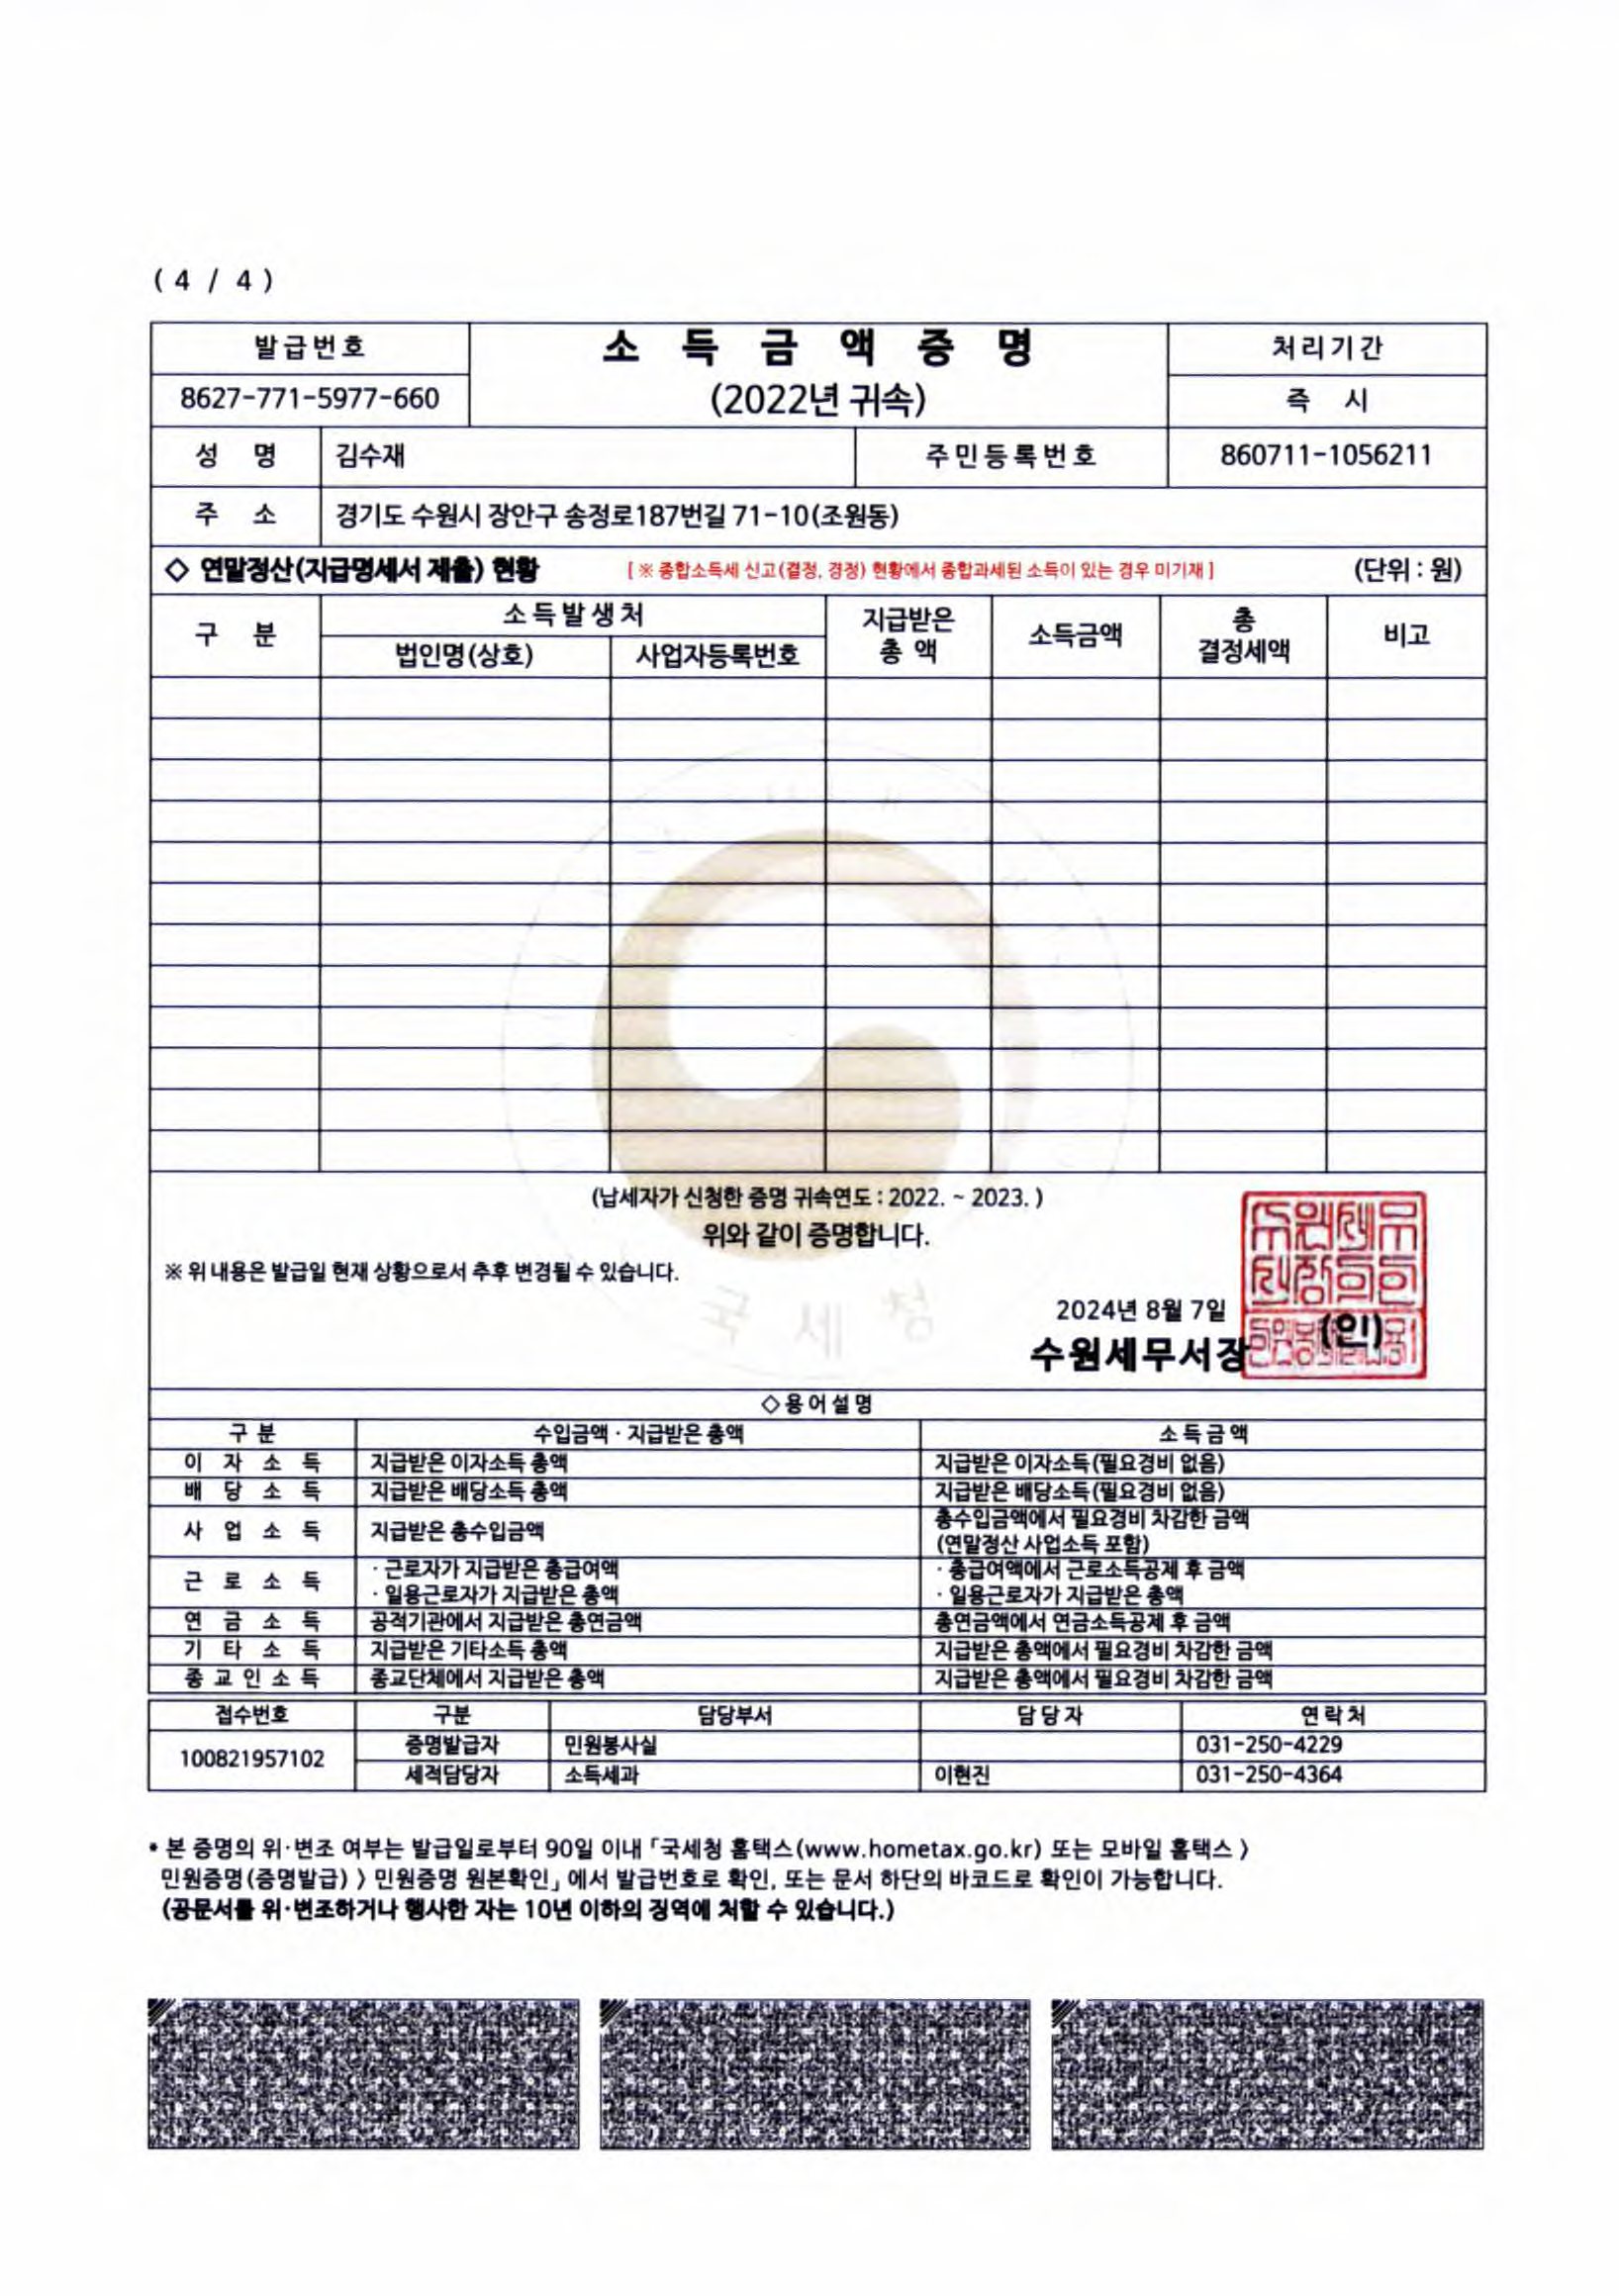 ( 4 / 4 )
발급번호
소 득 금 액 증 명
처리기간
8627-771-5977-660
(2022년 귀속)
즉 시
성 명
김수재
주민등록번호
860711-1056211
주 소
경기도 수원시 장안구 송정로187번길 71-10(조원동)
◇ 연말정산(지급명세서 제출) 현황
[ ※ 종합소득세 신고(결정, 경정) 현황에서 종합과세된 소득이 있는 경우 미기재 ]
(단위 : 원)
구 분
소득발생처
법인명(상호)
사업자등록번호
지급받은
총 액
소득금액
총
결정세액
비고
(납세자가 신청한 증명 귀속연도 : 2022. ~ 2023. )
위와 같이 증명합니다.
※ 위 내용은 발급일 현재 상황으로서 추후 변경될 수 있습니다.
국 세 청
2024년 8월 7일
수원세무서장
(인)
◇용어설명
구 분
수입금액 · 지급받은 총액
소득금액
이 자 소 득
지급받은 이자소득 총액
지급받은 이자소득(필요경비 없음)
배 당 소 득
지급받은 배당소득 총액
지급받은 배당소득(필요경비 없음)
사 업 소 득
지급받은 총수입금액
총수입금액에서 필요경비 차감한 금액
(연말정산 사업소득 포함)
근 로 소 득
· 근로자가 지급받은 총급여액
· 일용근로자가 지급받은 총액
· 총급여액에서 근로소득공제 후 금액
· 일용근로자가 지급받은 총액
연 금 소 득
공적기관에서 지급받은 총연금액
총연금액에서 연금소득공제 후 금액
기 타 소 득
지급받은 기타소득 총액
지급받은 총액에서 필요경비 차감한 금액
종교인소득
종교단체에서 지급받은 총액
지급받은 총액에서 필요경비 차감한 금액
접수번호
구분
담당부서
담당자
연락처
100821957102
증명발급자
민원봉사실
031-250-4229
세적담당자
소득세과
이현진
031-250-4364
* 본 증명의 위·변조 여부는 발급일로부터 90일 이내「국세청 홈택스(www.hometax.go.kr) 또는 모바일 홈택스 〉
민원증명(증명발급) 〉 민원증명 원본확인」에서 발급번호로 확인, 또는 문서 하단의 바코드로 확인이 가능합니다.
(공문서를 위·변조하거나 행사한 자는 10년 이하의 징역에 처할 수 있습니다.)